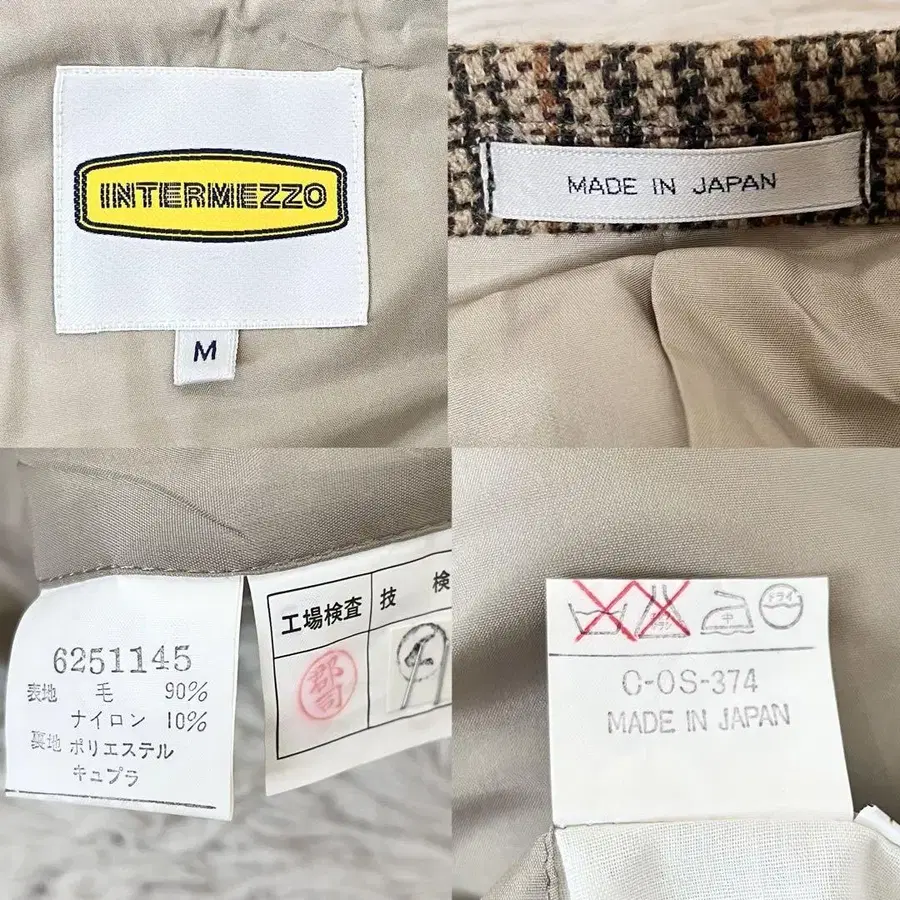 INTERMEZZO
M
MADE IN JAPAN
6251145
表地 毛 90%
ナイロン 10%
裏地 ポリエステル
キュプラ
工場検査 技 検
郡司
中 ドライ
C-OS-374
MADE IN JAPAN